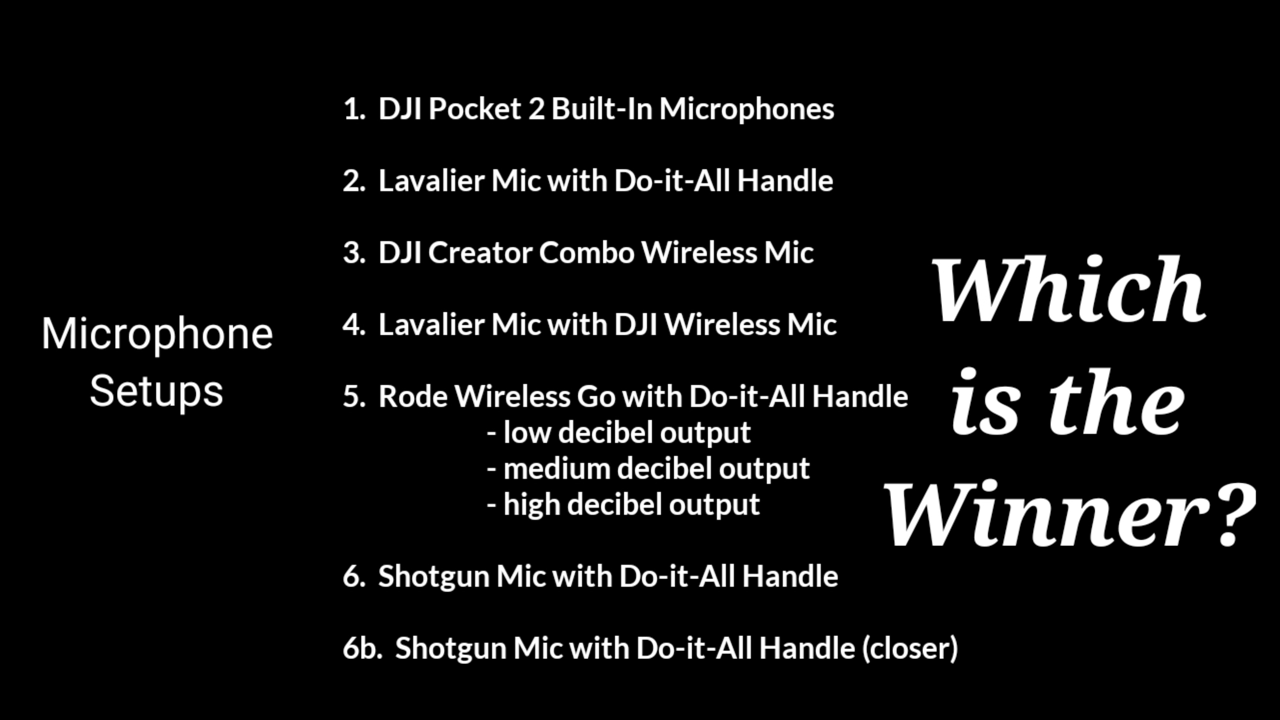 Microphone
Setups
1. DJI Pocket 2 Built-In Microphones
2. Lavalier Mic with Do-it-All Handle
3. DJI Creator Combo Wireless Mic
4. Lavalier Mic with DJI Wireless Mic
5. Rode Wireless Go with Do-it-All Handle
- low decibel output
- medium decibel output
- high decibel output
6. Shotgun Mic with Do-it-All Handle
6b. Shotgun Mic with Do-it-All Handle (closer)
Which
is the
Winner?